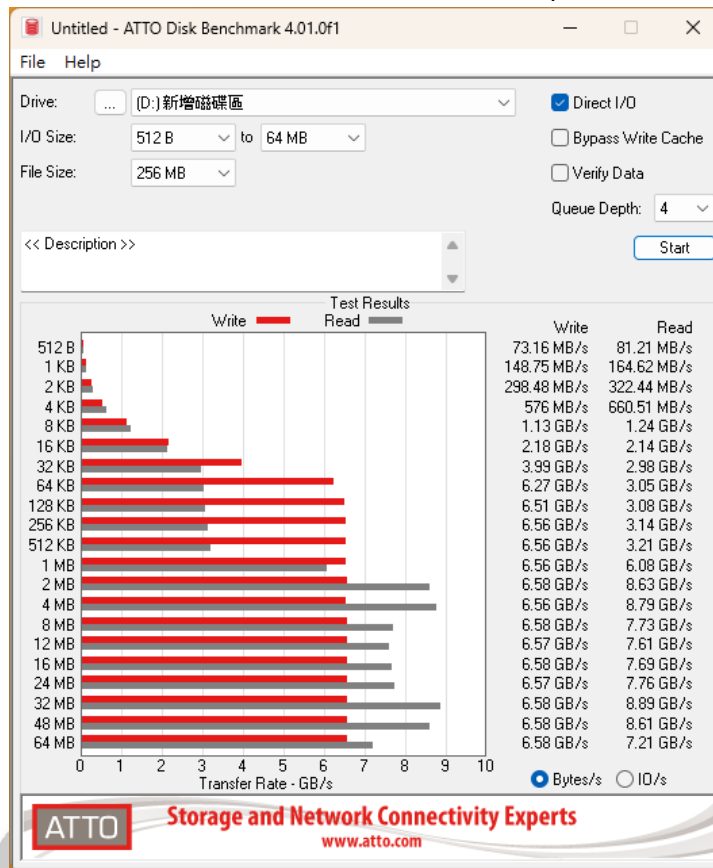 Untitled - ATTO Disk Benchmark 4.01.0f1
File Help
Drive: ... (D:)新增磁碟區 Direct I/O
I/O Size: 512 B to 64 MB Bypass Write Cache
File Size: 256 MB Verify Data
Queue Depth: 4
<< Description >> Start
Test Results
Write Read Write Read
512 B 73.16 MB/s 81.21 MB/s
1 KB 148.75 MB/s 164.62 MB/s
2 KB 298.48 MB/s 322.44 MB/s
4 KB 576 MB/s 660.51 MB/s
8 KB 1.13 GB/s 1.24 GB/s
16 KB 2.18 GB/s 2.14 GB/s
32 KB 3.99 GB/s 2.98 GB/s
64 KB 6.27 GB/s 3.05 GB/s
128 KB 6.51 GB/s 3.08 GB/s
256 KB 6.56 GB/s 3.14 GB/s
512 KB 6.56 GB/s 3.21 GB/s
1 MB 6.56 GB/s 6.08 GB/s
2 MB 6.58 GB/s 8.63 GB/s
4 MB 6.56 GB/s 8.79 GB/s
8 MB 6.58 GB/s 7.73 GB/s
12 MB 6.57 GB/s 7.61 GB/s
16 MB 6.58 GB/s 7.69 GB/s
24 MB 6.57 GB/s 7.76 GB/s
32 MB 6.58 GB/s 8.89 GB/s
48 MB 6.58 GB/s 8.61 GB/s
64 MB 6.58 GB/s 7.21 GB/s
0 1 2 3 4 5 6 7 8 9 10
Transfer Rate - GB/s Bytes/s IO/s
ATTO Storage and Network Connectivity Experts
www.atto.com